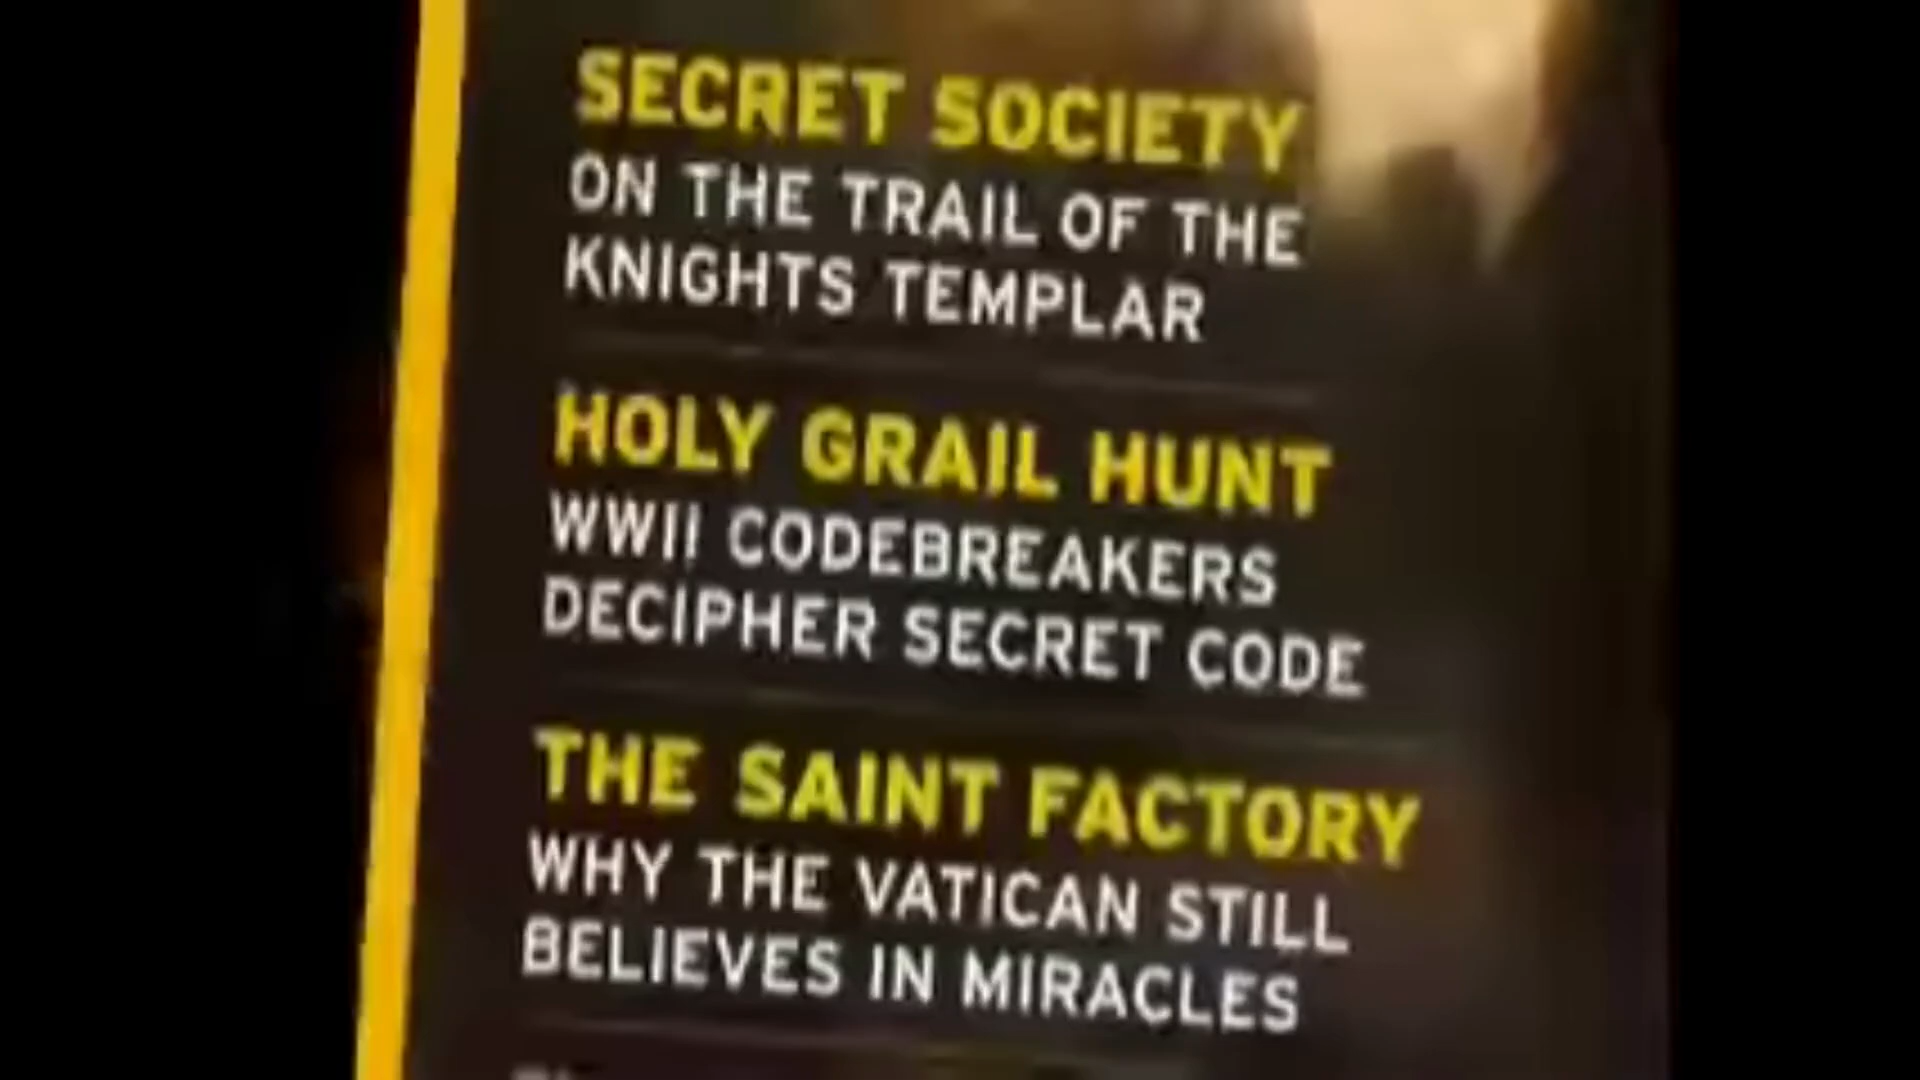 SECRET SOCIETY
ON THE TRAIL OF THE
KNIGHTS TEMPLAR
HOLY GRAIL HUNT
WWII CODEBREAKERS
DECIPHER SECRET CODE
THE SAINT FACTORY
WHY THE VATICAN STILL
BELIEVES IN MIRACLES